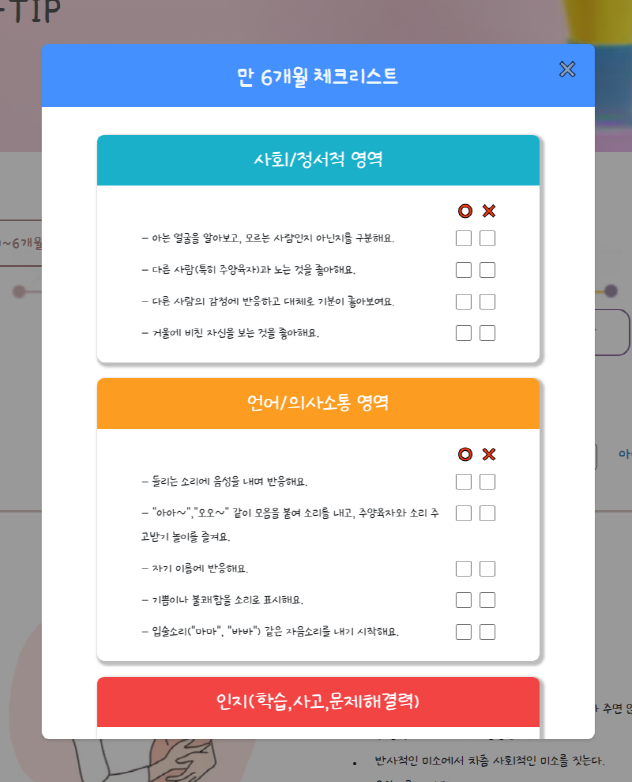 -TIP
만 6개월 체크리스트
사회/정서적 영역
- 아는 얼굴을 알아보고, 모르는 사람인지 아닌지를 구분해요.
- 다른 사람(특히 주양육자)과 노는 것을 좋아해요.
- 다른 사람의 감정에 반응하고 대체로 기분이 좋아보여요.
- 거울에 비친 자신을 보는 것을 좋아해요.
언어/의사소통 영역
- 들리는 소리에 음성을 내며 반응해요.
- "아아~","오오~" 같이 모음을 붙여 소리를 내고, 주양육자와 소리 주
고받기 놀이를 즐겨요.
- 자기 이름에 반응해요.
- 기쁨이나 불쾌함을 소리로 표시해요.
- 입술소리("마마", "바바") 같은 자음소리를 내기 시작해요.
인지(학습,사고,문제해결력)
~6개월
주면
• 반사적인 미소에서 차츰 사회적인 미소를 짓는다.